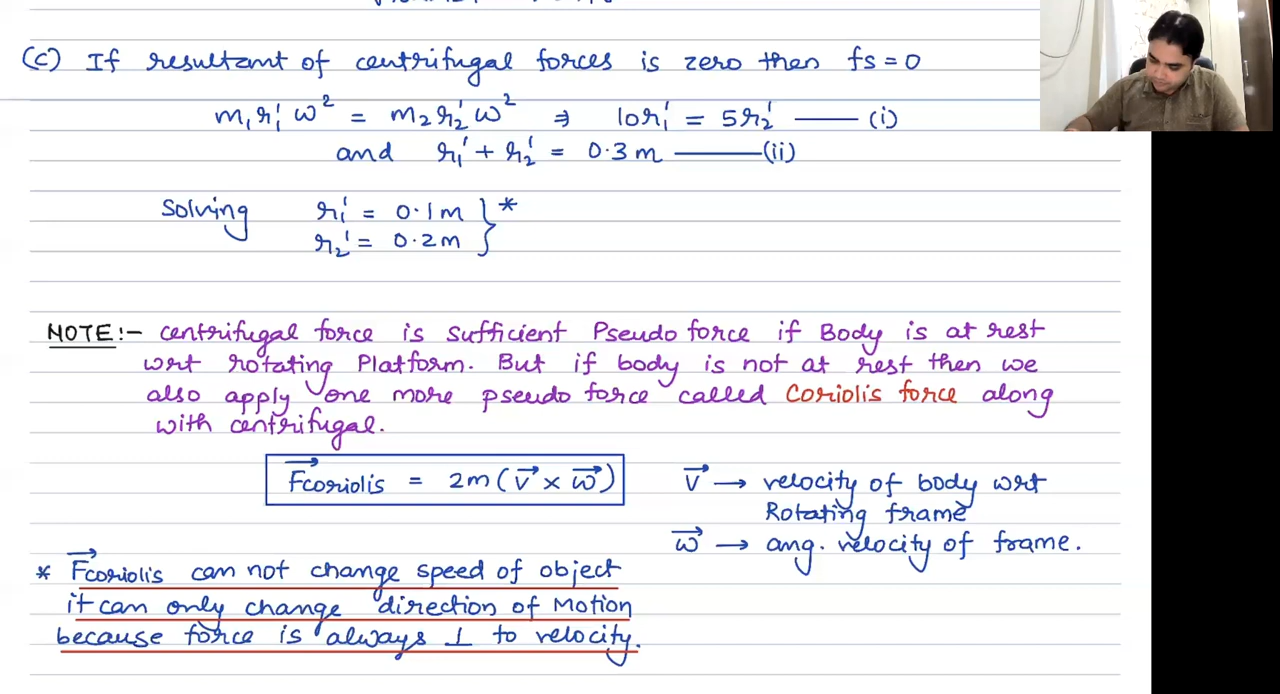 (c) If resultant of centrifugal forces is zero then fs = 0
m₁r₁'ω² = m₂r₂'ω² ⇒ 10r₁' = 5r₂' —— (i)
and r₁' + r₂' = 0.3 m ——(ii)
Solving r₁' = 0.1 m } *
r₂' = 0.2 m
NOTE:- centrifugal force is sufficient Pseudo force if Body is at rest
wrt rotating Platform. But if body is not at rest then we
also apply one more pseudo force called Coriolis force along
with centrifugal.
F⃗coriolis = 2m (v⃗ × ω⃗) v⃗ → velocity of body wrt
Rotating frame
ω⃗ → ang. velocity of frame.
* F⃗coriolis can not change speed of object
it can only change direction of Motion
because force is always ⊥ to velocity.